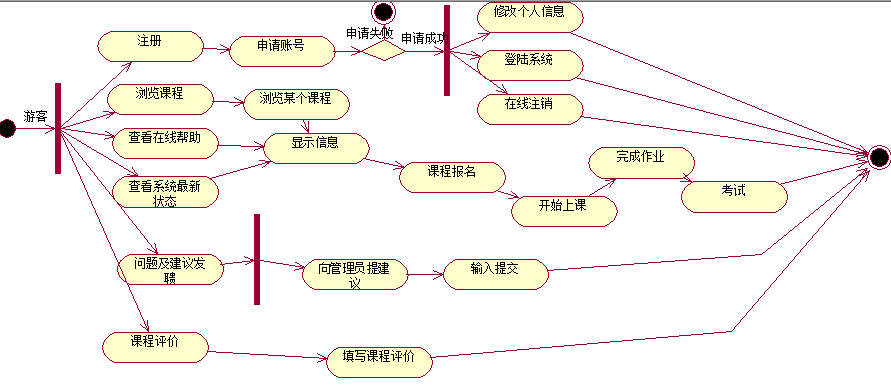 游客
注册
申请账号
申请失败
申请成功
修改个人信息
登陆系统
在线注销
浏览课程
浏览某个课程
查看在线帮助
显示信息
查看系统最新
状态
课程报名
开始上课
完成作业
考试
问题及建议发
聩
向管理员提建
议
输入提交
课程评价
填写课程评价